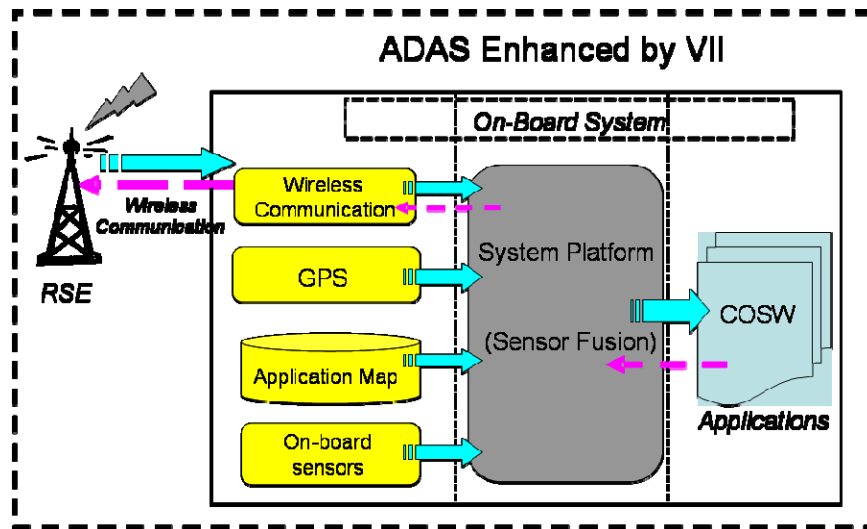 ADAS Enhanced by VII
On-Board System
Wireless
Communication
RSE
Wireless
Communication
GPS
Application Map
On-board
sensors
System Platform
(Sensor Fusion)
COSW
Applications